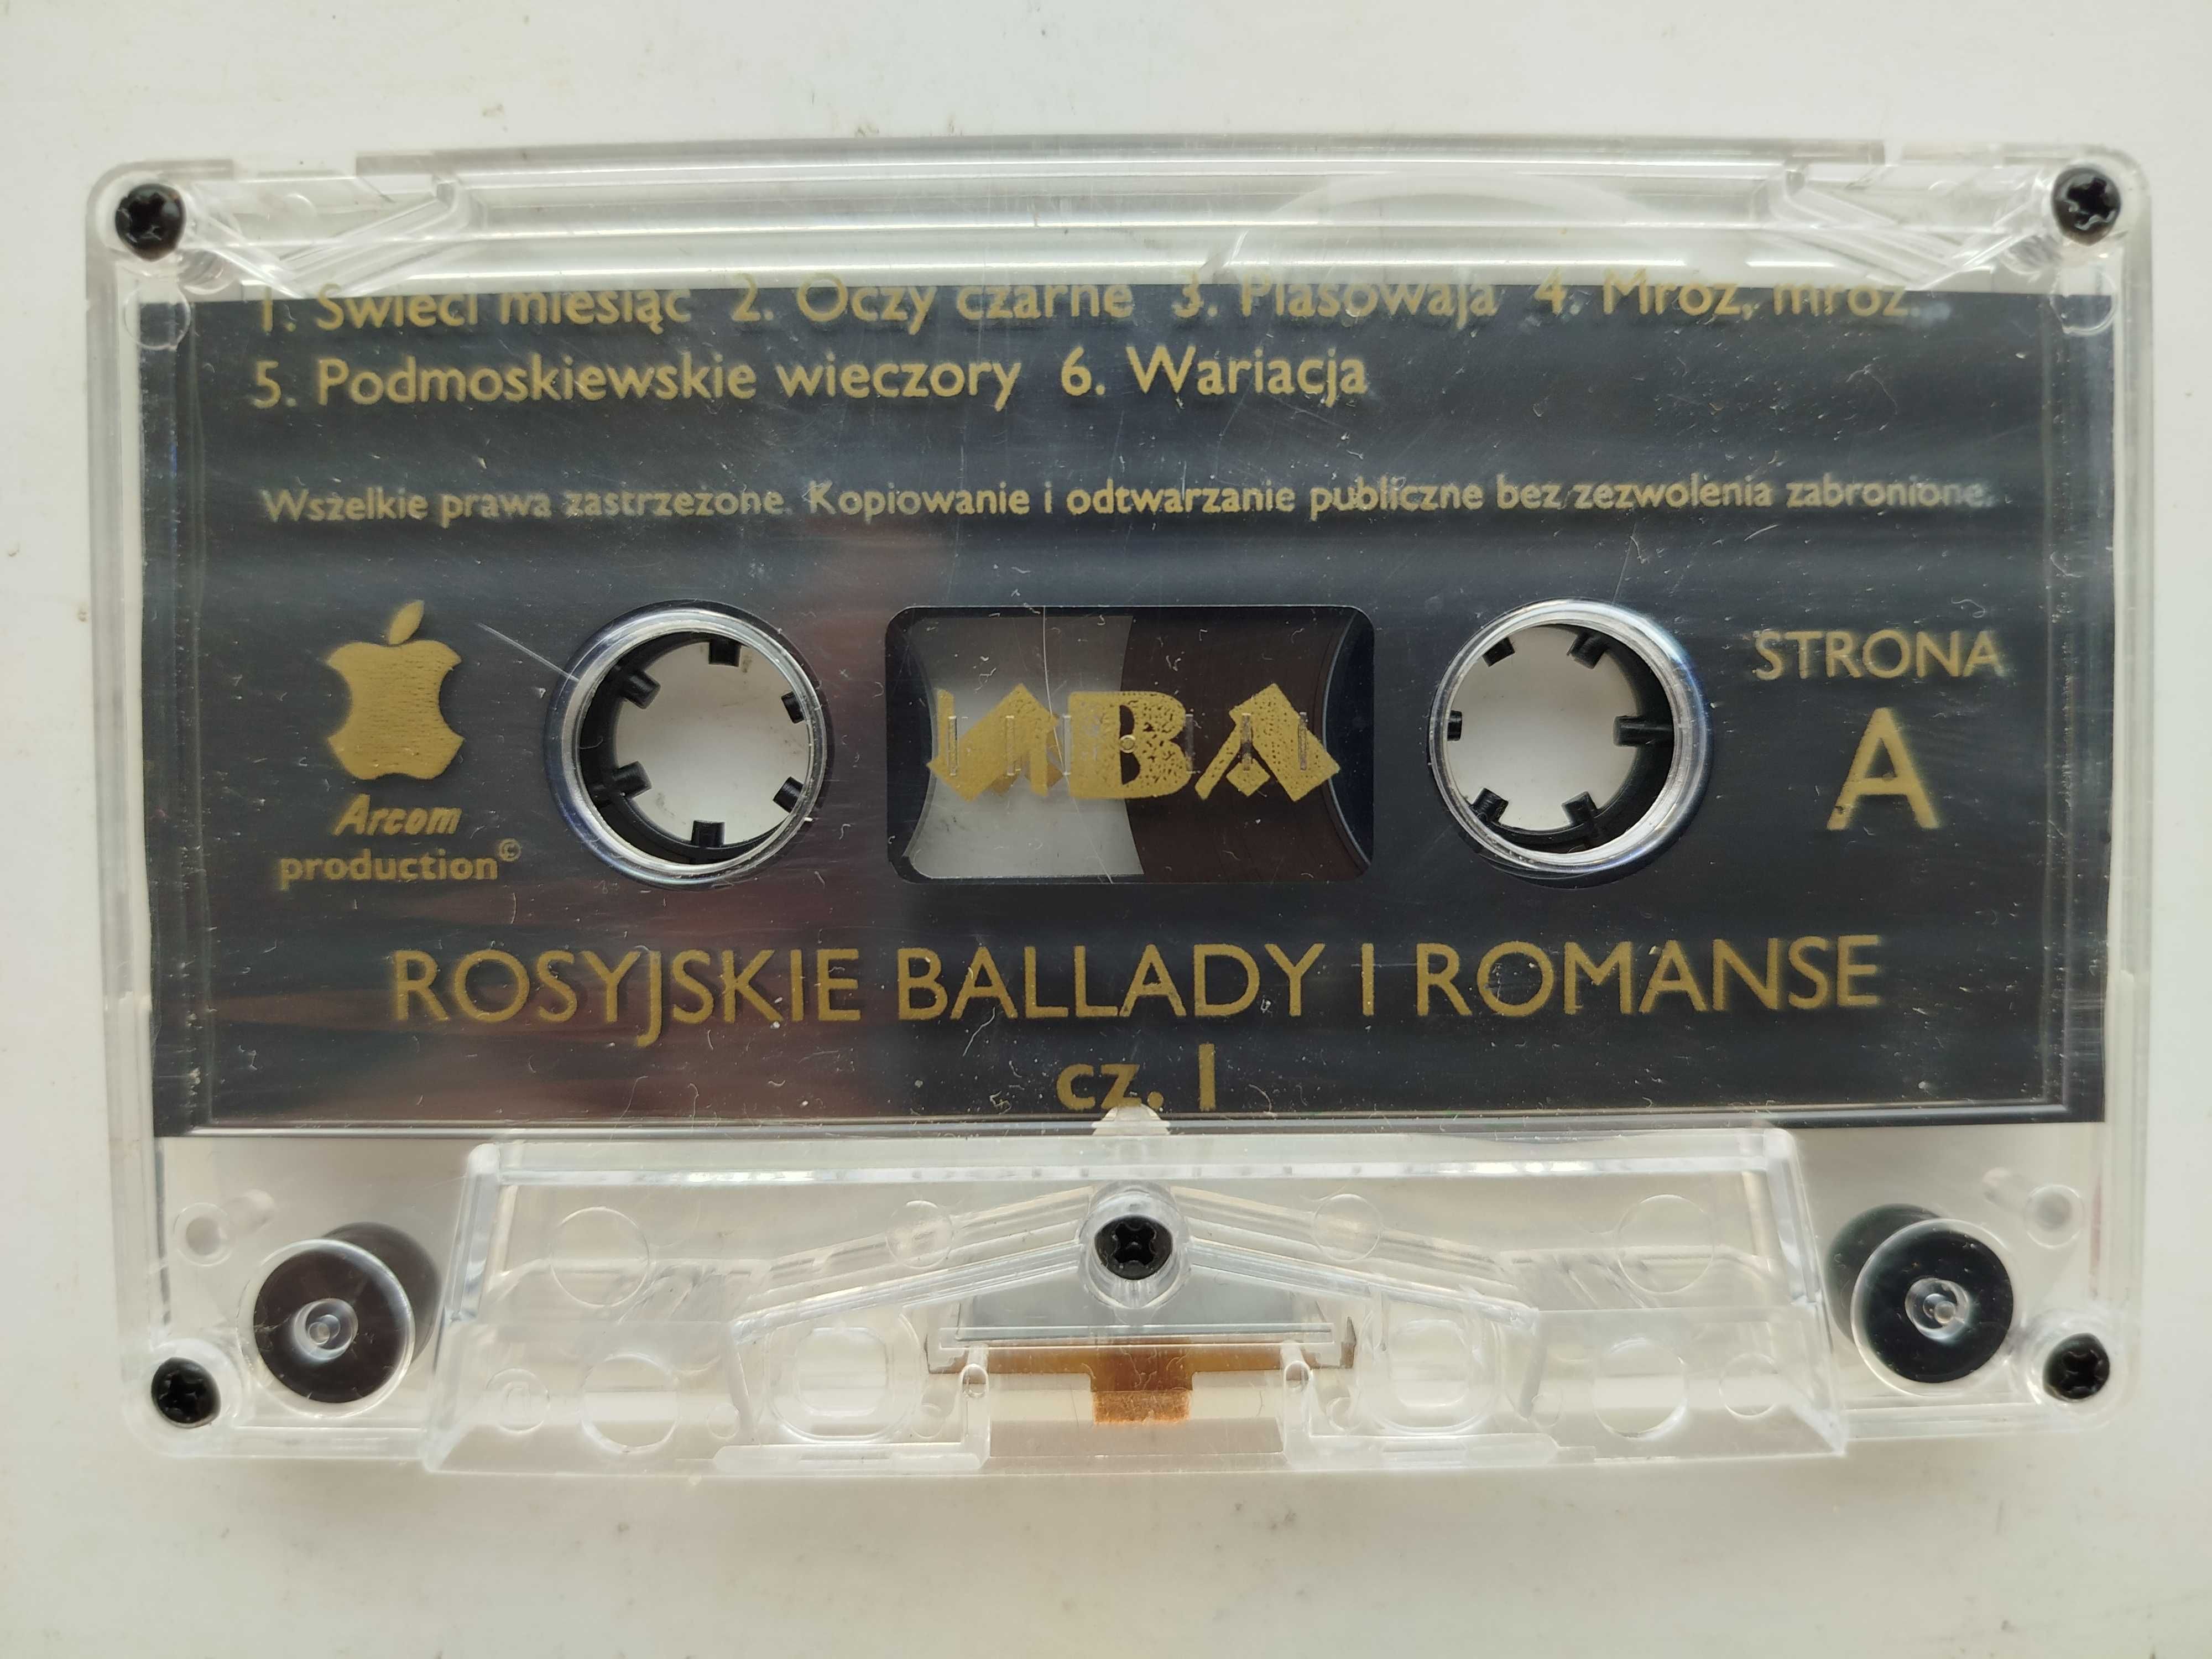 1. Świeci miesiąc 2. Oczy czarne 3. Plasowaja 4. Mróz, mróz.
5. Podmoskiewskie wieczory 6. Wariacja
Wszelkie prawa zastrzeżone. Kopiowanie i odtwarzanie publiczne bez zezwolenia zabronione.
Arcom
production©
STRONA
A
ROSYJSKIE BALLADY I ROMANSE
cz. I